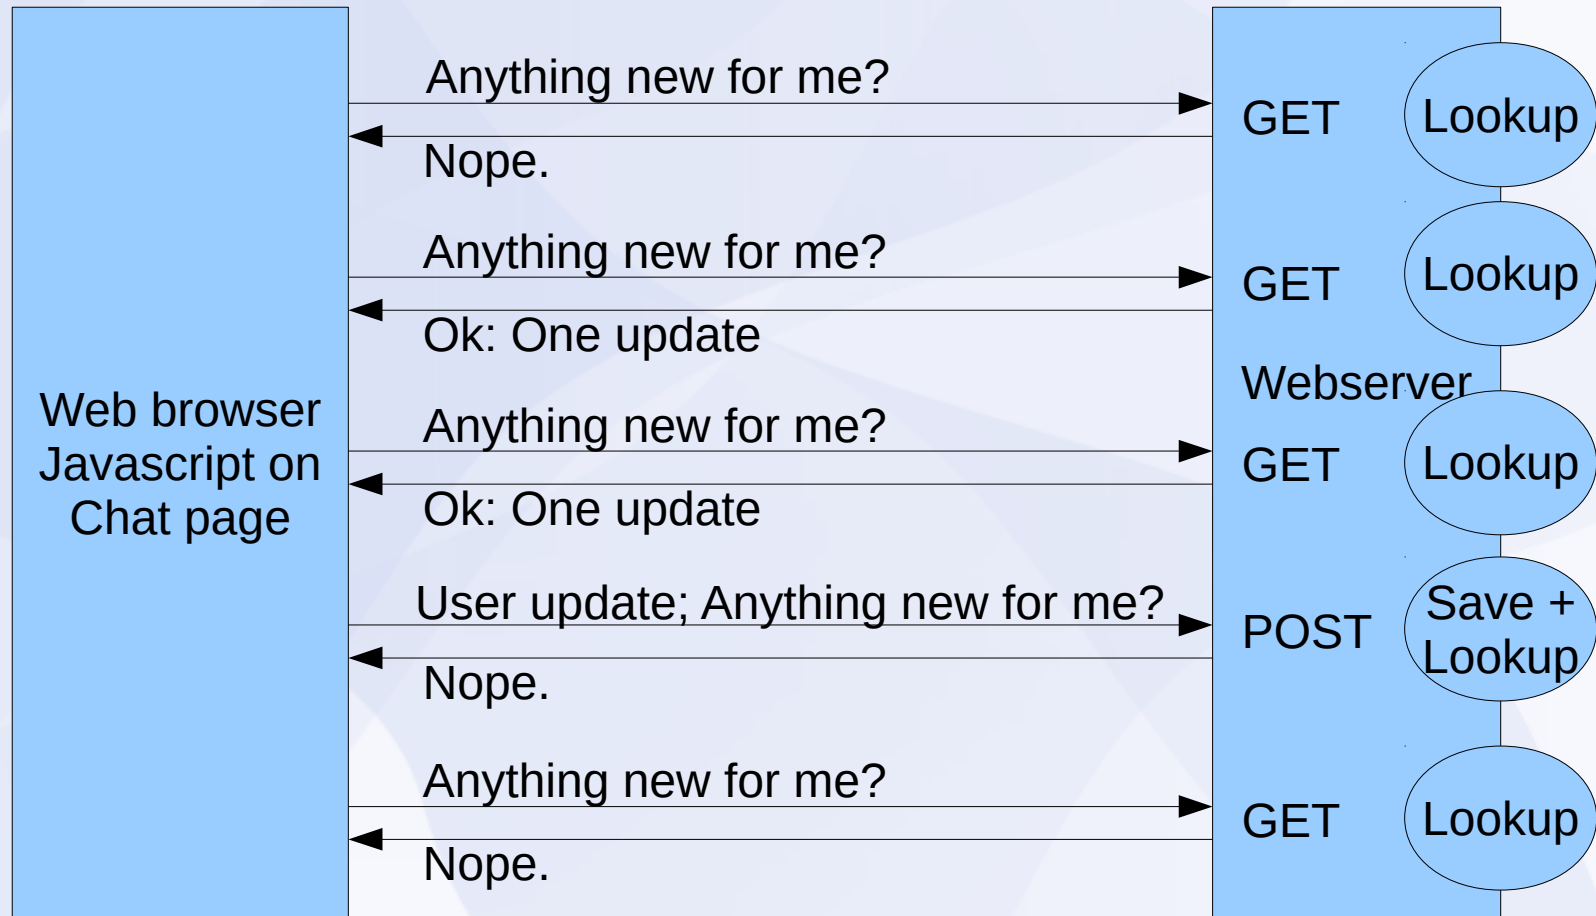 Anything new for me?
GET
Lookup
Nope.
Anything new for me?
GET
Lookup
Ok: One update
Webserver
Web browser
Javascript on
Chat page
Anything new for me?
GET
Lookup
Ok: One update
User update; Anything new for me?
POST
Save +
Lookup
Nope.
Anything new for me?
GET
Lookup
Nope.